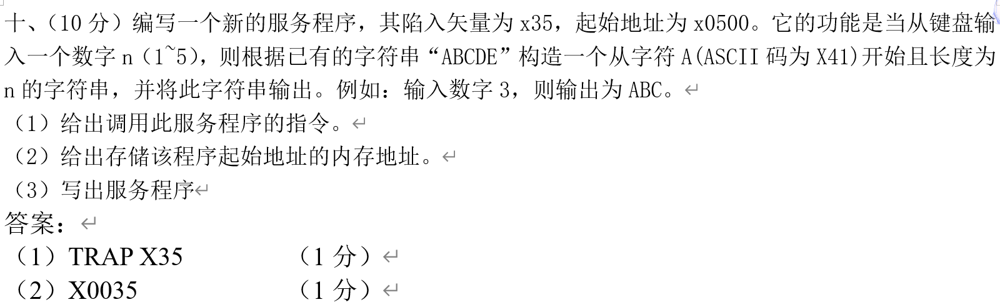 十、（10 分）编写一个新的服务程序，其陷入矢量为 x35，起始地址为 x0500。它的功能是当从键盘输
入一个数字 n（1~5），则根据已有的字符串“ABCDE”构造一个从字符 A(ASCII 码为 X41)开始且长度为
n 的字符串，并将此字符串输出。例如：输入数字 3，则输出为 ABC。↵
（1）给出调用此服务程序的指令。↵
（2）给出存储该程序起始地址的内存地址。↵
（3）写出服务程序↵
答案：↵
（1）TRAP X35 （1 分）↵
（2）X0035 （1 分）↵